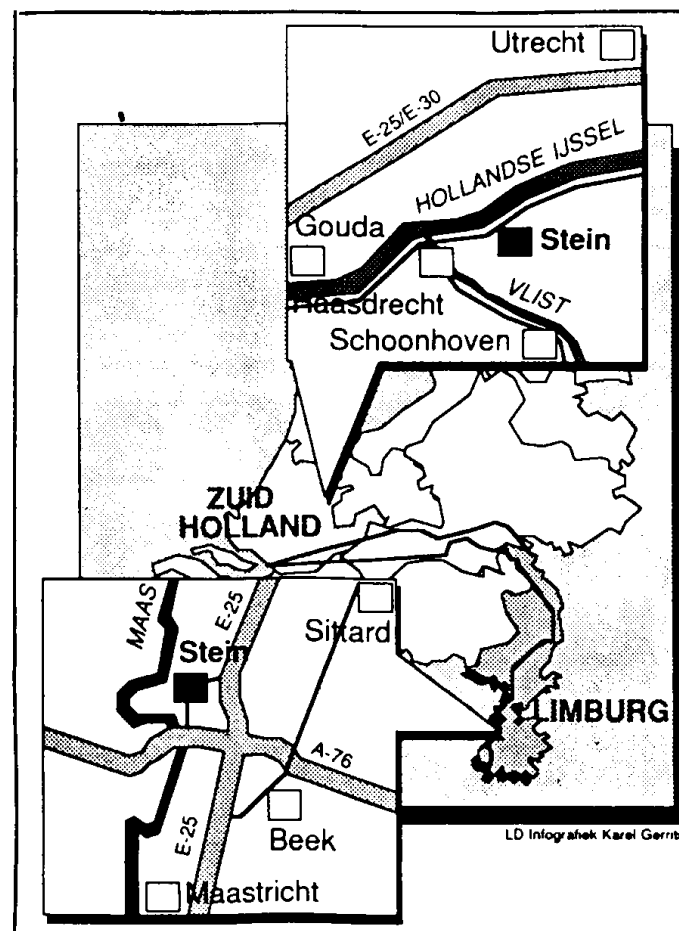 Utrecht
E-25/E-30
HOLLANDSE IJSSEL
Gouda
Stein
Haasdrecht
VLIST
Schoonhoven
ZUID
HOLLAND
MAAS
E-25
Sittard
Stein
LIMBURG
A-76
E-25
Beek
Maastricht
LD Infografiek Karel Gerrit